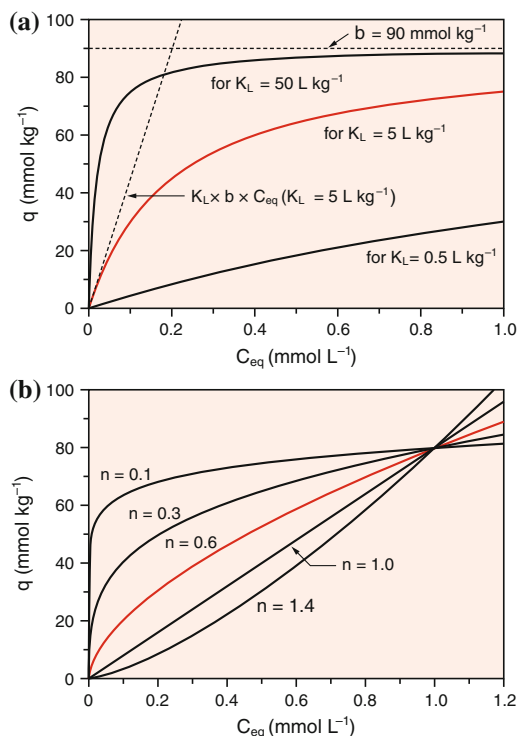 (a)
100
b = 90 mmol kg⁻¹
80
for K_L = 50 L kg⁻¹
for K_L = 5 L kg⁻¹
60
q (mmol kg⁻¹)
40
K_L × b × C_eq (K_L = 5 L kg⁻¹)
for K_L = 0.5 L kg⁻¹
20
0
0 0.2 0.4 0.6 0.8 1.0
C_eq (mmol L⁻¹)
(b)
100
80
n = 0.1
n = 0.3
60
n = 0.6
q (mmol kg⁻¹)
40
n = 1.0
n = 1.4
20
0
0 0.2 0.4 0.6 0.8 1.0 1.2
C_eq (mmol L⁻¹)